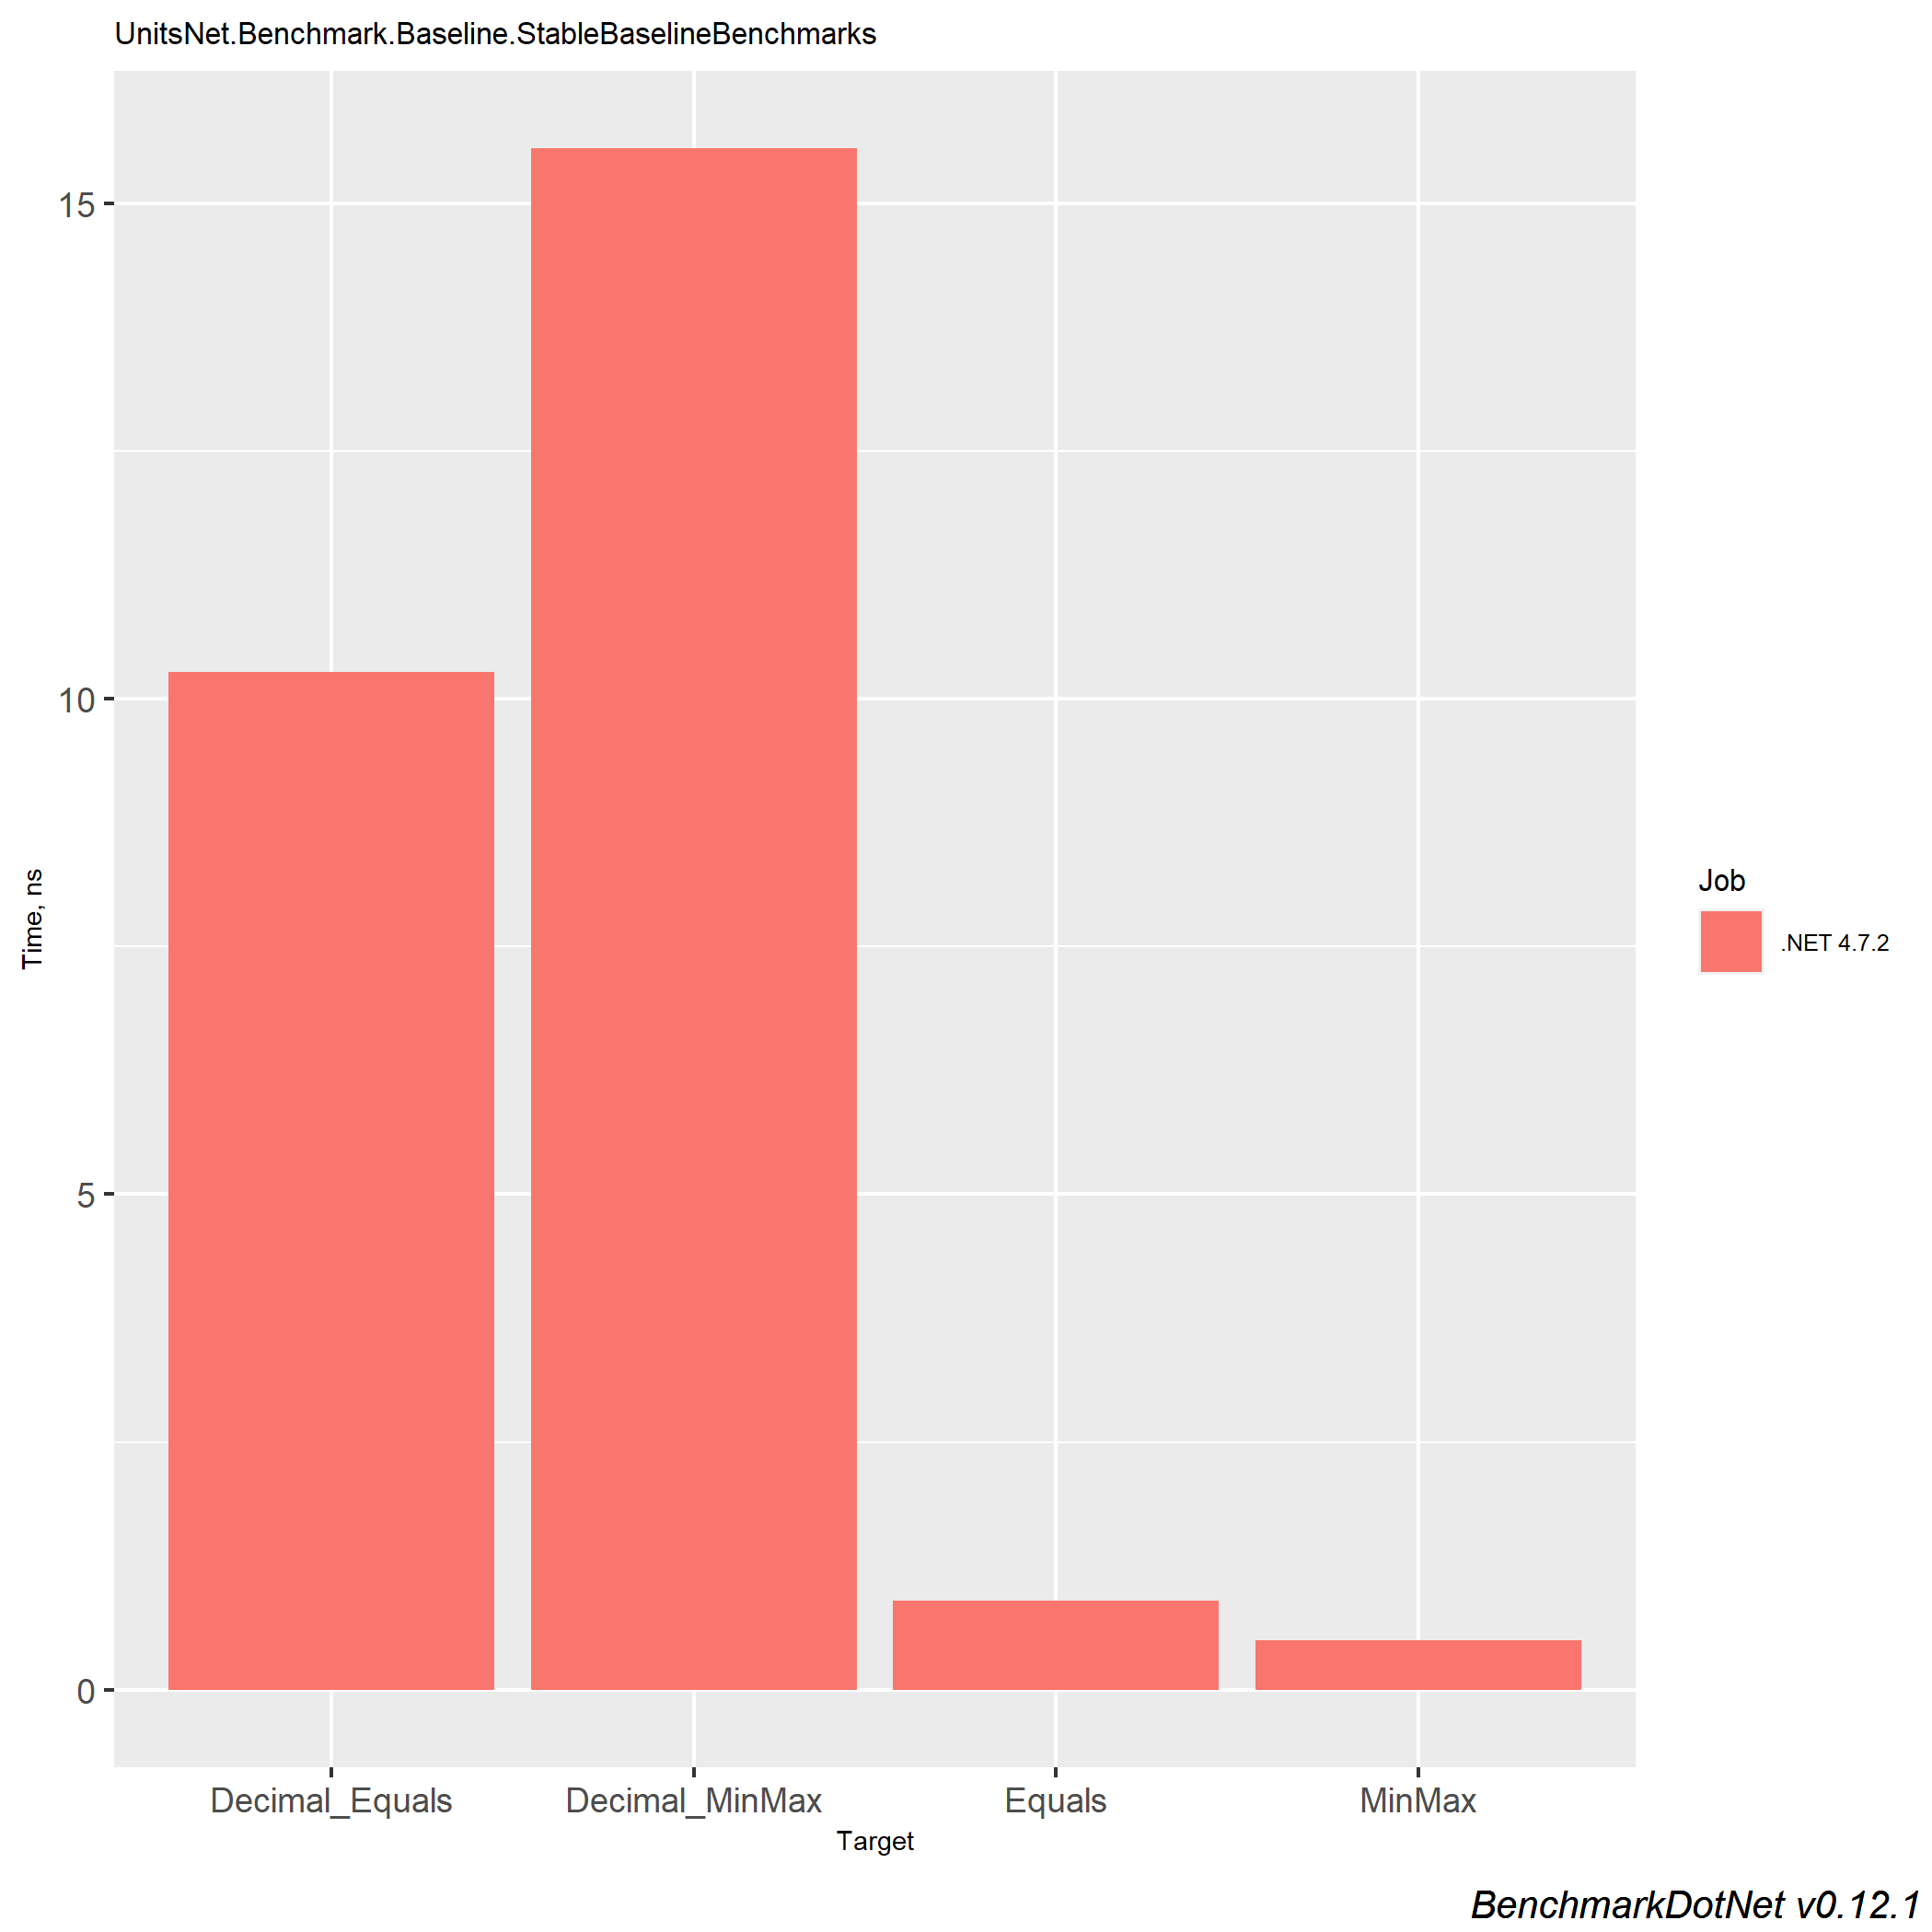 UnitsNet.Benchmark.Baseline.StableBaselineBenchmarks
Time, ns
15
10
5
0
Decimal_Equals
Decimal_MinMax
Equals
MinMax
Target
Job
.NET 4.7.2
BenchmarkDotNet v0.12.1